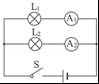 L₁ A₁
L₂ A₂
S